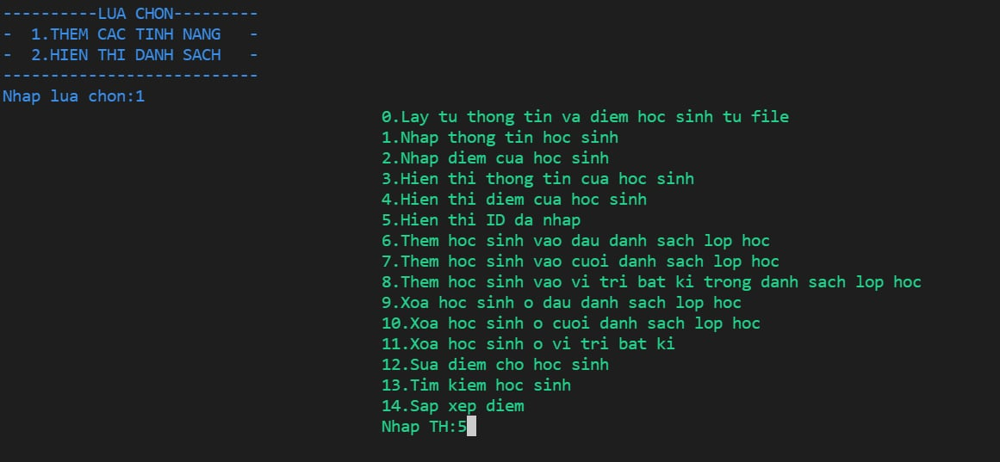 ----------LUA CHON---------
-  1.THEM CAC TINH NANG   -
-  2.HIEN THI DANH SACH   -
---------------------------
Nhap lua chon:1
0.Lay tu thong tin va diem hoc sinh tu file
1.Nhap thong tin hoc sinh
2.Nhap diem cua hoc sinh
3.Hien thi thong tin cua hoc sinh
4.Hien thi diem cua hoc sinh
5.Hien thi ID da nhap
6.Them hoc sinh vao dau danh sach lop hoc
7.Them hoc sinh vao cuoi danh sach lop hoc
8.Them hoc sinh vao vi tri bat ki trong danh sach lop hoc
9.Xoa hoc sinh o dau danh sach lop hoc
10.Xoa hoc sinh o cuoi danh sach lop hoc
11.Xoa hoc sinh o vi tri bat ki
12.Sua diem cho hoc sinh
13.Tim kiem hoc sinh
14.Sap xep diem
Nhap TH:5